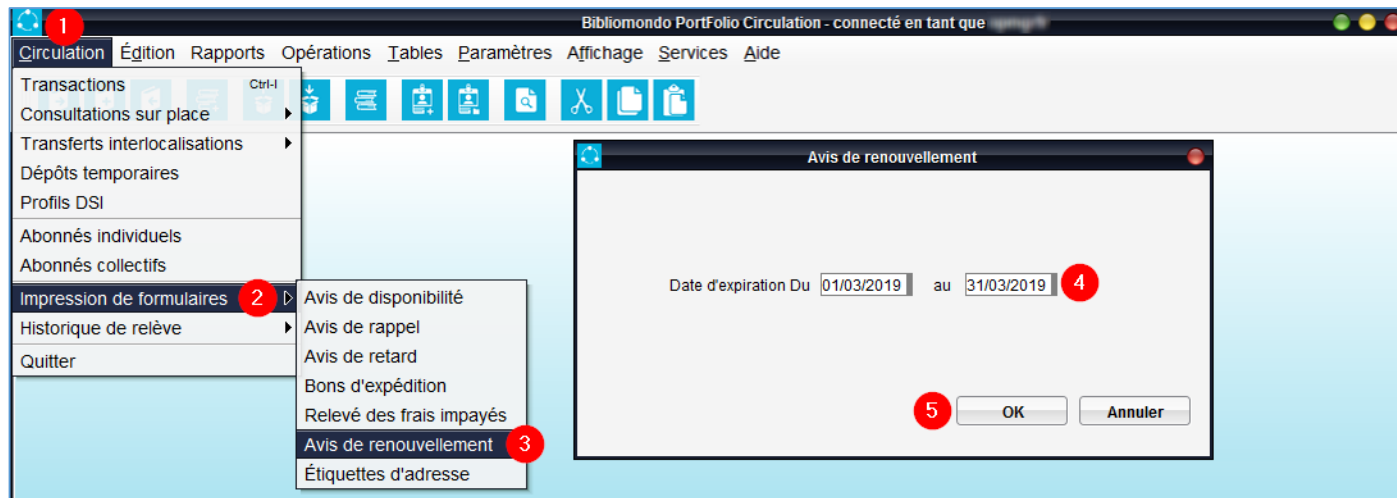 1
Bibliomondo PortFolio Circulation - connecté en tant que
Circulation Édition Rapports Opérations Tables Paramètres Affichage Services Aide
Transactions Ctrl-I
Consultations sur place
Transferts interlocalisations
Dépôts temporaires
Profils DSI
Abonnés individuels
Abonnés collectifs
Impression de formulaires 2
Historique de relève
Quitter
Avis de disponibilité
Avis de rappel
Avis de retard
Bons d'expédition
Relevé des frais impayés
Avis de renouvellement 3
Étiquettes d'adresse
Avis de renouvellement
Date d'expiration Du 01/03/2019 au 31/03/2019 4
5 OK Annuler